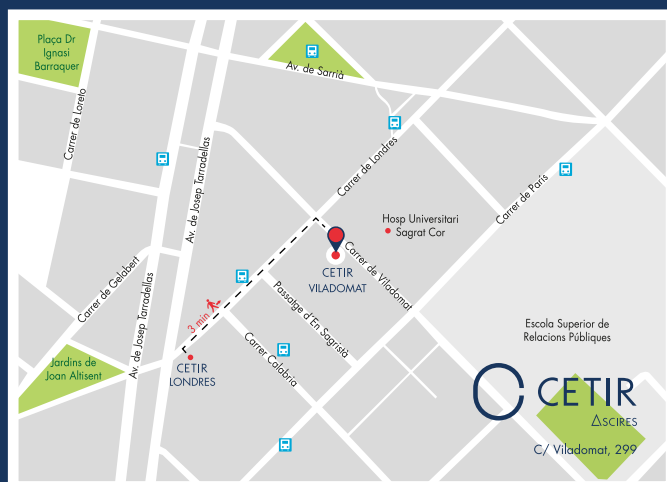 Plaça Dr
Ignasi
Barraquer
Av. de Sarrià
Carrer de Loreto
Av. de Josep Tarradellas
Carrer de Londres
Carrer de París
Hosp Universitari
Sagrat Cor
CETIR
VILADOMAT
Carrer de Viladomat
Carrer de Gelabert
Av. de Josep Tarradellas
Passatge d'En Sagristà
3 min
Carrer Calabria
Escola Superior de
Relacions Públiques
Jardins de
Joan Altisent
CETIR
LONDRES
CETIR
ASCIRES
C/ Viladomat, 299